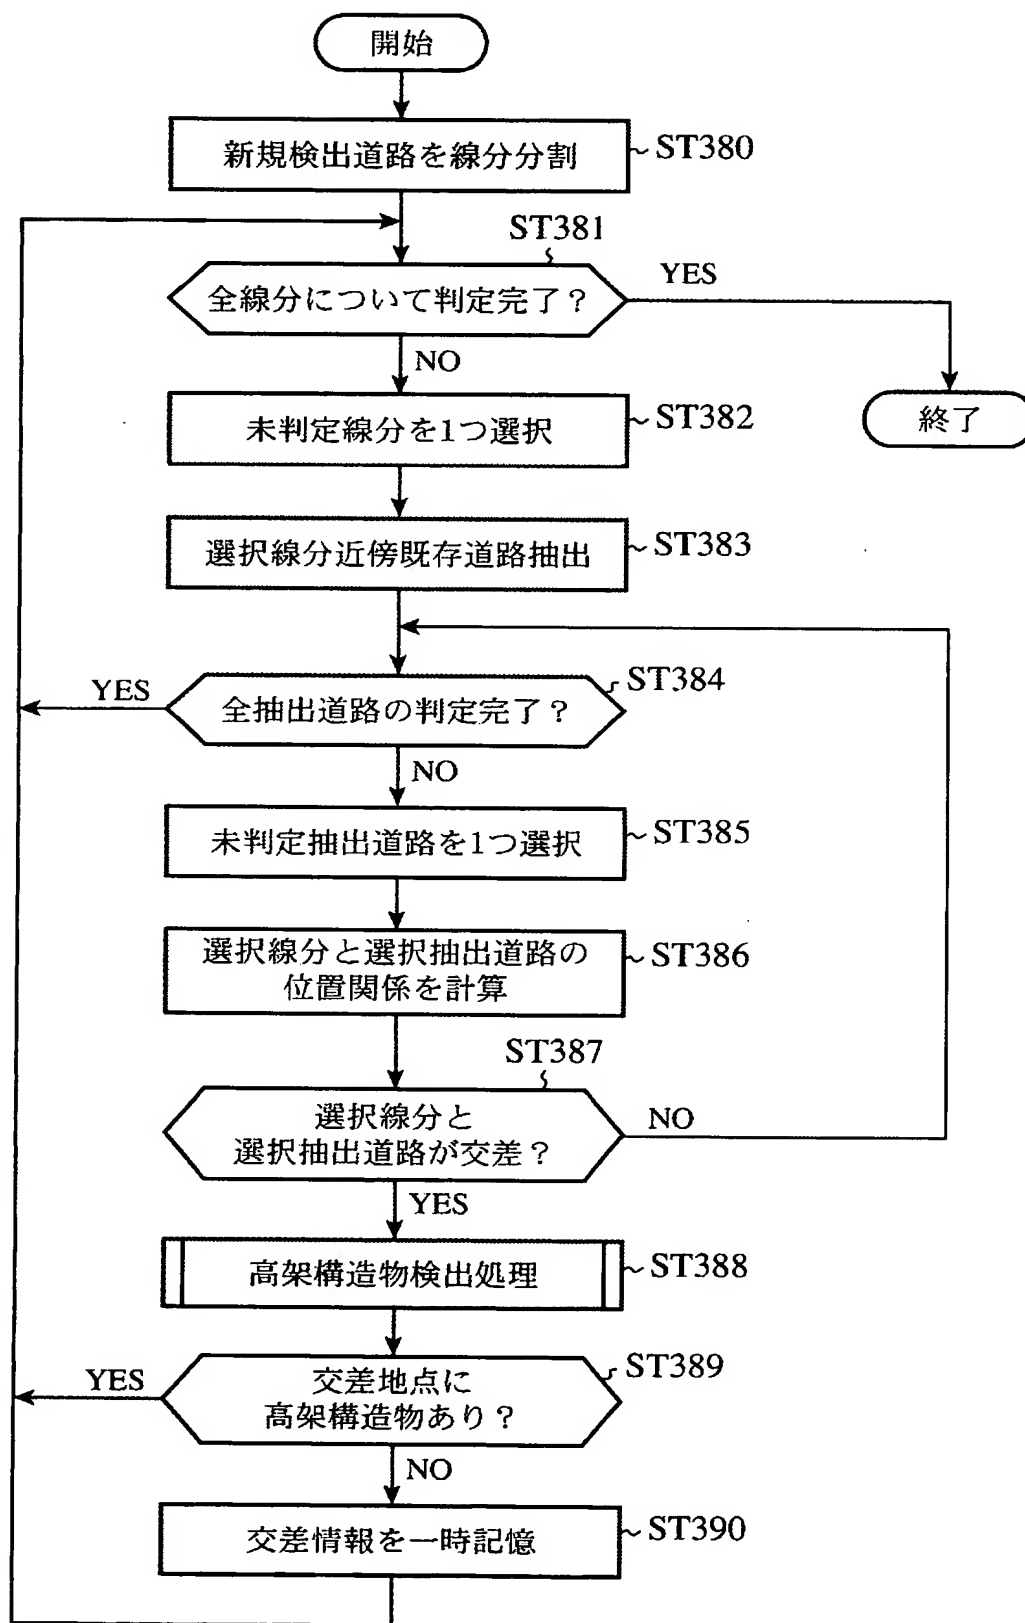 開始
新規検出道路を線分分割
ST380
ST381
全線分について判定完了?
YES
NO
未判定線分を1つ選択
ST382
終了
選択線分近傍既存道路抽出
ST383
YES
全抽出道路の判定完了?
ST384
NO
未判定抽出道路を1つ選択
ST385
選択線分と選択抽出道路の
位置関係を計算
ST386
ST387
選択線分と
選択抽出道路が交差?
NO
YES
高架構造物検出処理
ST388
YES
交差地点に
高架構造物あり?
ST389
NO
交差情報を一時記憶
ST390